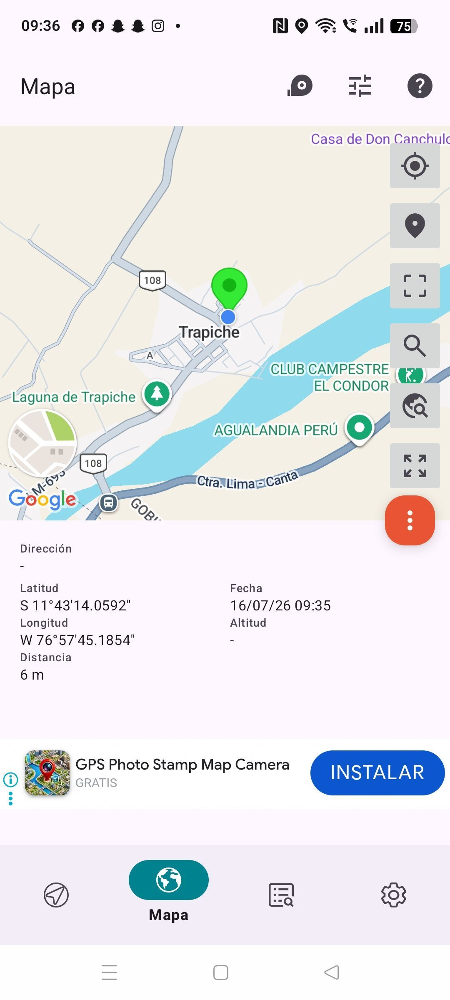 09:36
75
Mapa
Casa de Don Canchulo
108
Trapiche
A
CLUB CAMPESTRE
EL CONDOR
Laguna de Trapiche
AGUALANDIA PERÚ
108
Ctra. Lima - Canta
LM-695
Google
Dirección
-
Latitud
Fecha
S 11°43'14.0592"
16/07/26 09:35
Longitud
Altitud
W 76°57'45.1854"
-
Distancia
6 m
GPS Photo Stamp Map Camera
GRATIS
INSTALAR
Mapa